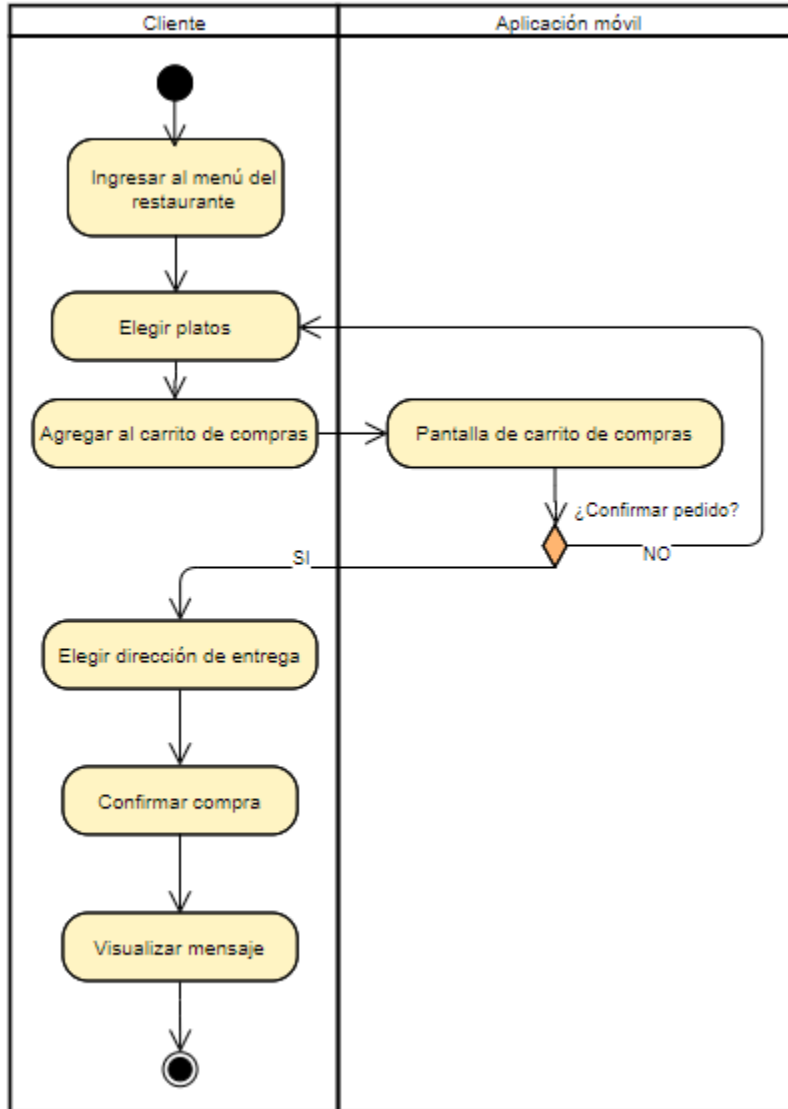 Cliente
Aplicación móvil
Ingresar al menú del
restaurante
Elegir platos
Agregar al carrito de compras
Pantalla de carrito de compras
¿Confirmar pedido?
SI
NO
Elegir dirección de entrega
Confirmar compra
Visualizar mensaje